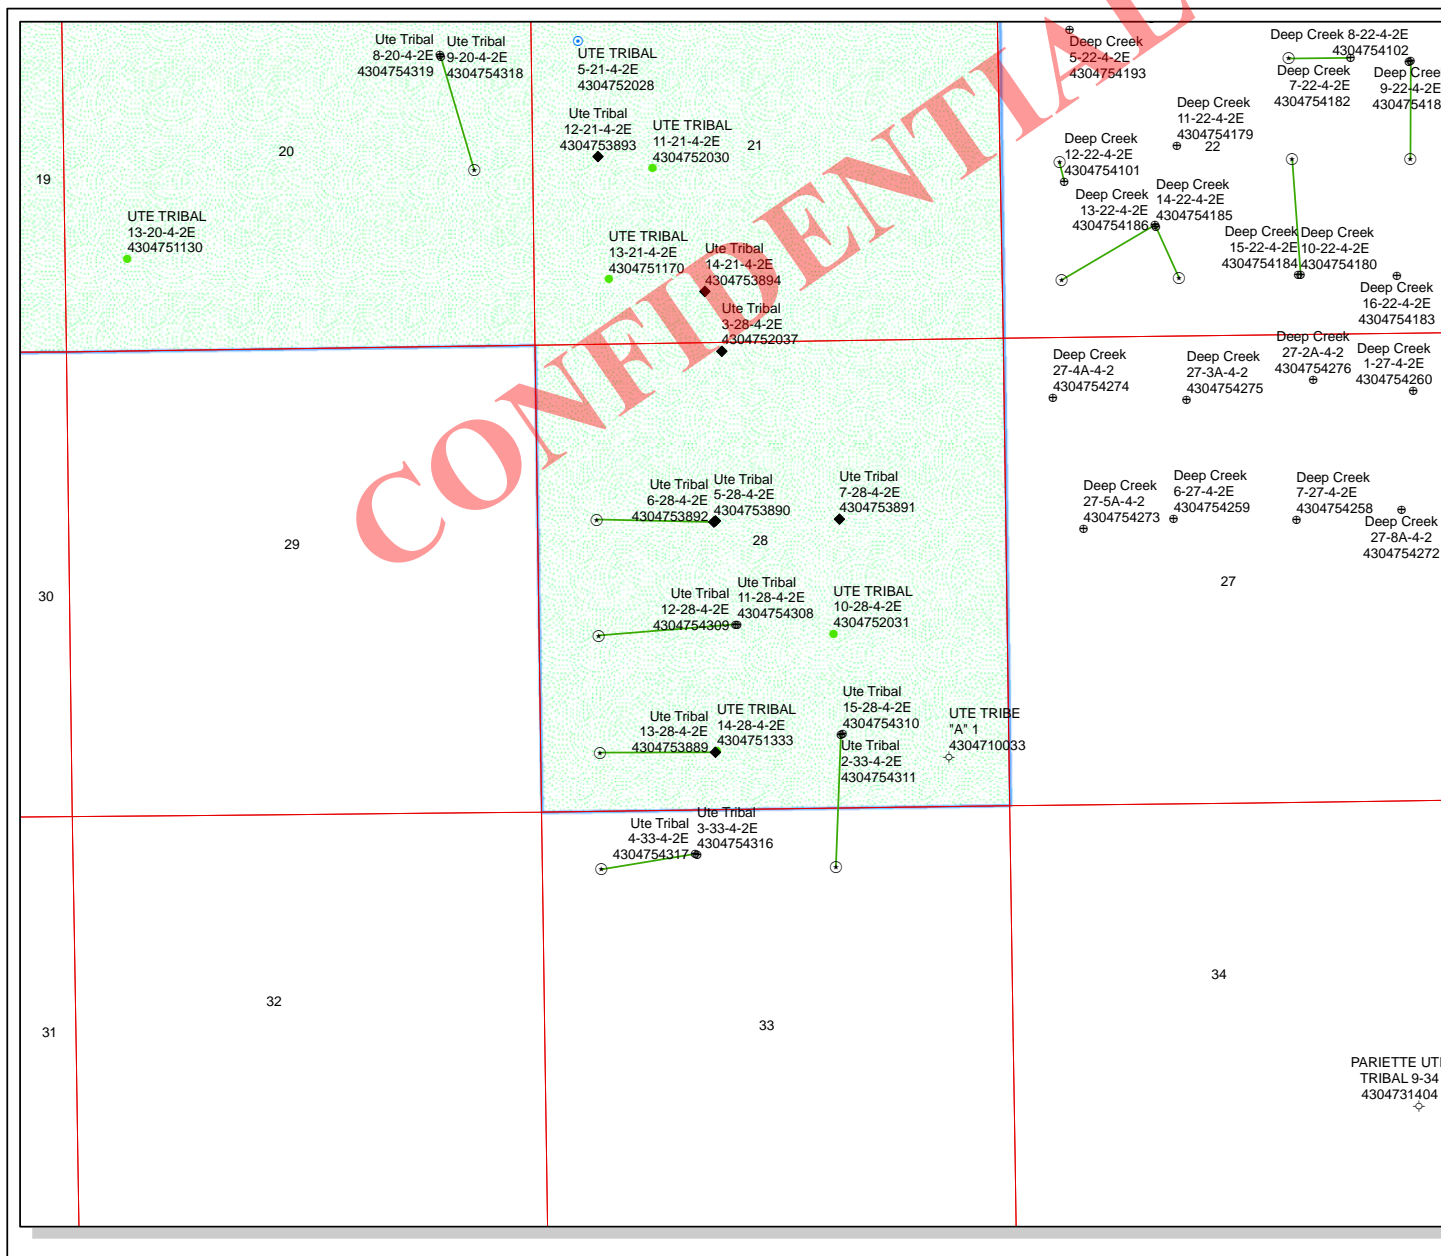 CONFIDENTIAL
Ute Tribal
8-20-4-2E
4304754319
Ute Tribal
9-20-4-2E
4304754318
UTE TRIBAL
5-21-4-2E
4304752028
Ute Tribal
12-21-4-2E
4304753893
UTE TRIBAL
11-21-4-2E
4304752030
21
20
19
UTE TRIBAL
13-20-4-2E
4304751130
UTE TRIBAL
13-21-4-2E
4304751170
Ute Tribal
14-21-4-2E
4304753894
Ute Tribal
3-28-4-2E
4304752037
Deep Creek
5-22-4-2E
4304754193
Deep Creek 8-22-4-2E
4304754102
Deep Creek
7-22-4-2E
4304754182
Deep Cree
9-22-4-2E
430475418
Deep Creek
11-22-4-2E
4304754179
22
Deep Creek
12-22-4-2E
4304754101
Deep Creek
13-22-4-2E
4304754186
Deep Creek
14-22-4-2E
4304754185
Deep Creek
15-22-4-2E
4304754184
Deep Creek
10-22-4-2E
4304754180
Deep Creek
16-22-4-2E
4304754183
Deep Creek
27-4A-4-2
4304754274
Deep Creek
27-3A-4-2
4304754275
Deep Creek
27-2A-4-2
4304754276
Deep Creek
1-27-4-2E
4304754260
Ute Tribal
6-28-4-2E
4304753892
Ute Tribal
5-28-4-2E
4304753890
Ute Tribal
7-28-4-2E
4304753891
28
29
30
Deep Creek
27-5A-4-2
4304754273
Deep Creek
6-27-4-2E
4304754259
Deep Creek
7-27-4-2E
4304754258
Deep Creek
27-8A-4-2
4304754272
27
Ute Tribal
12-28-4-2E
4304754309
Ute Tribal
11-28-4-2E
4304754308
UTE TRIBAL
10-28-4-2E
4304752031
Ute Tribal
13-28-4-2E
4304753889
UTE TRIBAL
14-28-4-2E
4304751333
Ute Tribal
15-28-4-2E
4304754310
Ute Tribal
2-33-4-2E
4304754311
UTE TRIBE
"A" 1
4304710033
Ute Tribal
4-33-4-2E
4304754317
Ute Tribal
3-33-4-2E
4304754316
34
32
33
31
PARIETTE UT
TRIBAL 9-34
4304731404